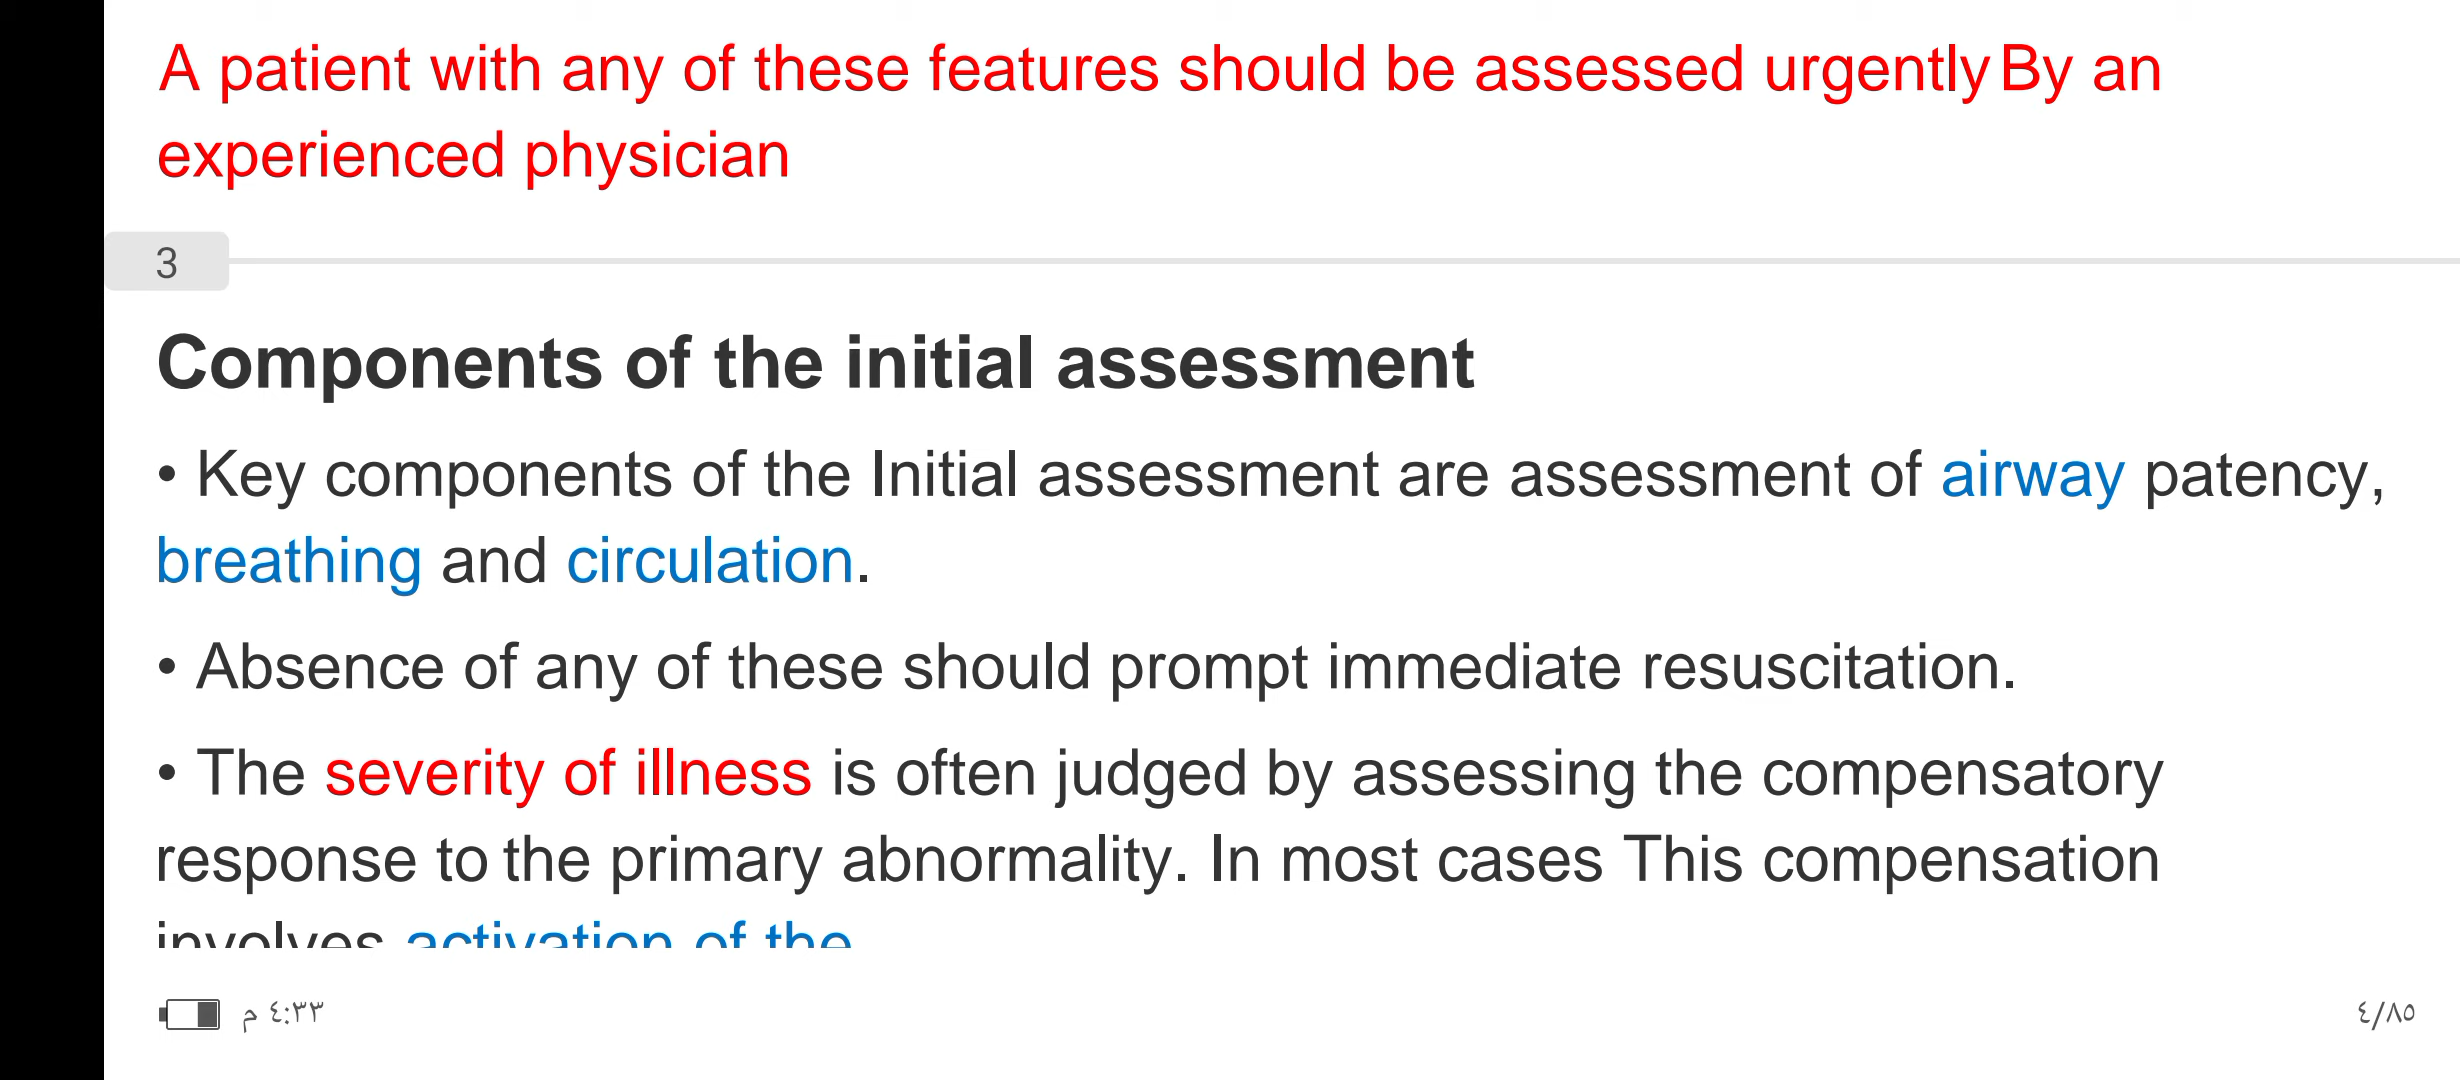 A patient with any of these features should be assessed urgently By an
experienced physician
3
Components of the initial assessment
• Key components of the Initial assessment are assessment of airway patency,
breathing and circulation.
• Absence of any of these should prompt immediate resuscitation.
• The severity of illness is often judged by assessing the compensatory
response to the primary abnormality. In most cases This compensation
involves activation of the
٤:٣٣ م
٤/٨٥